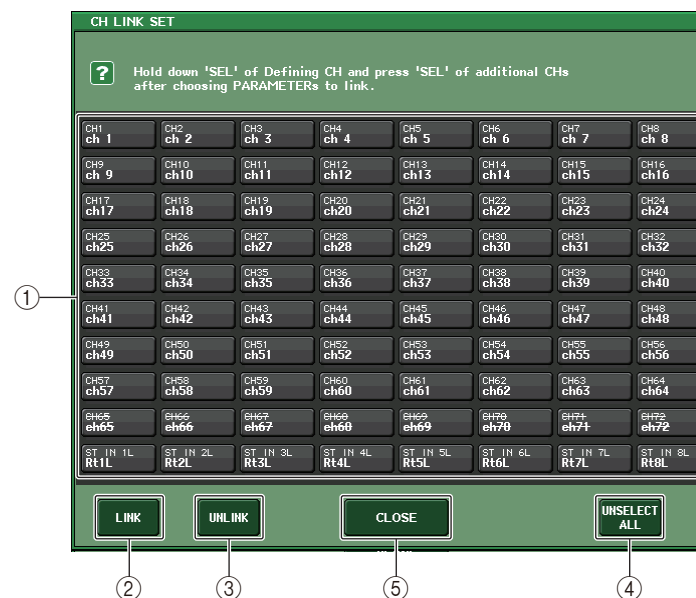 CH LINK SET
? Hold down 'SEL' of Defining CH and press 'SEL' of additional CHs
after choosing PARAMETERs to link.
CH1 CH2 CH3 CH4 CH5 CH6 CH7 CH8
ch 1 ch 2 ch 3 ch 4 ch 5 ch 6 ch 7 ch 8
CH9 CH10 CH11 CH12 CH13 CH14 CH15 CH16
ch 9 ch10 ch11 ch12 ch13 ch14 ch15 ch16
CH17 CH18 CH19 CH20 CH21 CH22 CH23 CH24
ch17 ch18 ch19 ch20 ch21 ch22 ch23 ch24
CH25 CH26 CH27 CH28 CH29 CH30 CH31 CH32
ch25 ch26 ch27 ch28 ch29 ch30 ch31 ch32
CH33 CH34 CH35 CH36 CH37 CH38 CH39 CH40
ch33 ch34 ch35 ch36 ch37 ch38 ch39 ch40
①
CH41 CH42 CH43 CH44 CH45 CH46 CH47 CH48
ch41 ch42 ch43 ch44 ch45 ch46 ch47 ch48
CH49 CH50 CH51 CH52 CH53 CH54 CH55 CH56
ch49 ch50 ch51 ch52 ch53 ch54 ch55 ch56
CH57 CH58 CH59 CH60 CH61 CH62 CH63 CH64
ch57 ch58 ch59 ch60 ch61 ch62 ch63 ch64
CH65 CH66 CH67 CH68 CH69 CH70 CH71 CH72
ch65 ch66 ch67 ch68 ch69 ch70 ch71 ch72
ST IN 1L ST IN 2L ST IN 3L ST IN 4L ST IN 5L ST IN 6L ST IN 7L ST IN 8L
Rt1L Rt2L Rt3L Rt4L Rt5L Rt6L Rt7L Rt8L
LINK UNLINK CLOSE UNSELECT
ALL
② ③ ⑤ ④